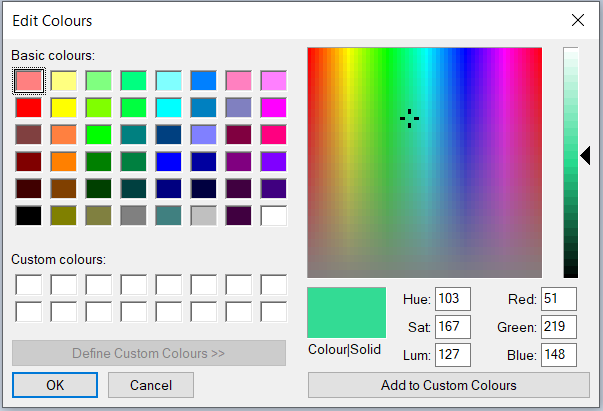 Edit Colours
Basic colours:
Custom colours:
Define Custom Colours >>
OK
Cancel
Colour|Solid
Hue: 103
Sat: 167
Lum: 127
Red: 51
Green: 219
Blue: 148
Add to Custom Colours